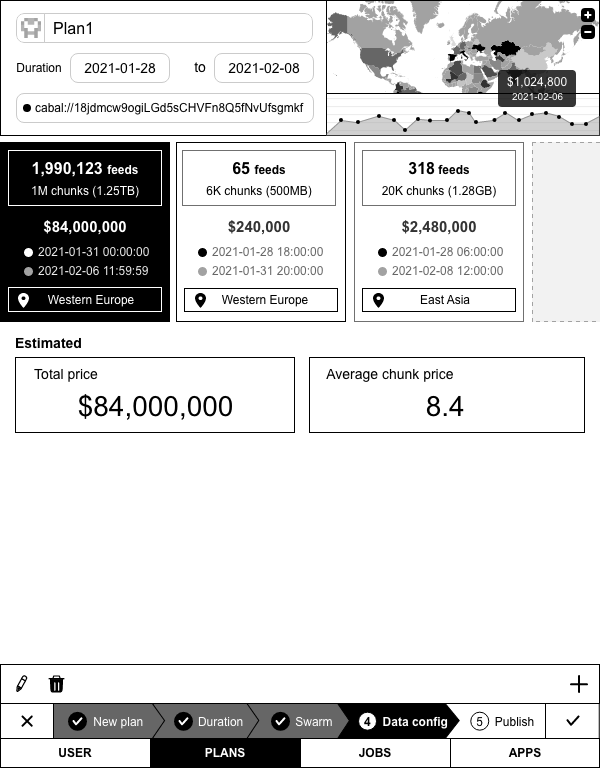 Plan1
Duration 2021-01-28 to 2021-02-08
cabal://18jdmcw9ogiLGd5sCHVFn8Q5fNvUfsgmkf
$1,024,800
2021-02-06
1,990,123 feeds
1M chunks (1.25TB)
$84,000,000
2021-01-31 00:00:00
2021-02-06 11:59:59
Western Europe
65 feeds
6K chunks (500MB)
$240,000
2021-01-28 18:00:00
2021-01-31 20:00:00
Western Europe
318 feeds
20K chunks (1.28GB)
$2,480,000
2021-01-28 06:00:00
2021-02-08 12:00:00
East Asia
Estimated
Total price
$84,000,000
Average chunk price
8.4
New plan
Duration
Swarm
4 Data config
5 Publish
USER
PLANS
JOBS
APPS